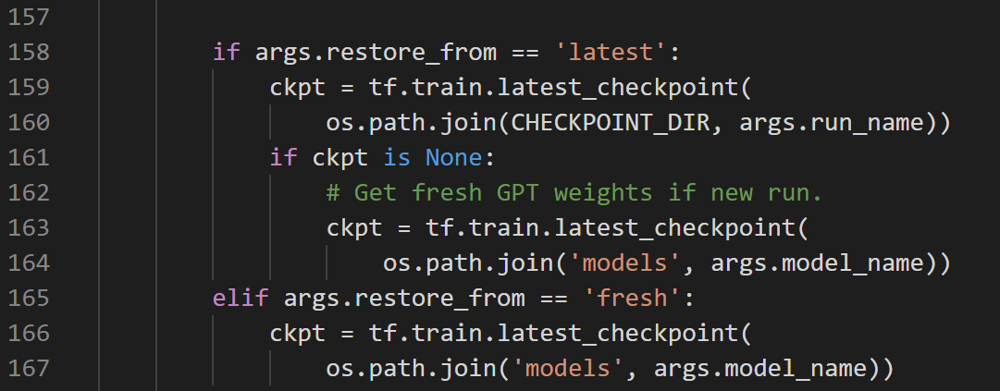 157
158 if args.restore_from == 'latest':
159 ckpt = tf.train.latest_checkpoint(
160 os.path.join(CHECKPOINT_DIR, args.run_name))
161 if ckpt is None:
162 # Get fresh GPT weights if new run.
163 ckpt = tf.train.latest_checkpoint(
164 os.path.join('models', args.model_name))
165 elif args.restore_from == 'fresh':
166 ckpt = tf.train.latest_checkpoint(
167 os.path.join('models', args.model_name))